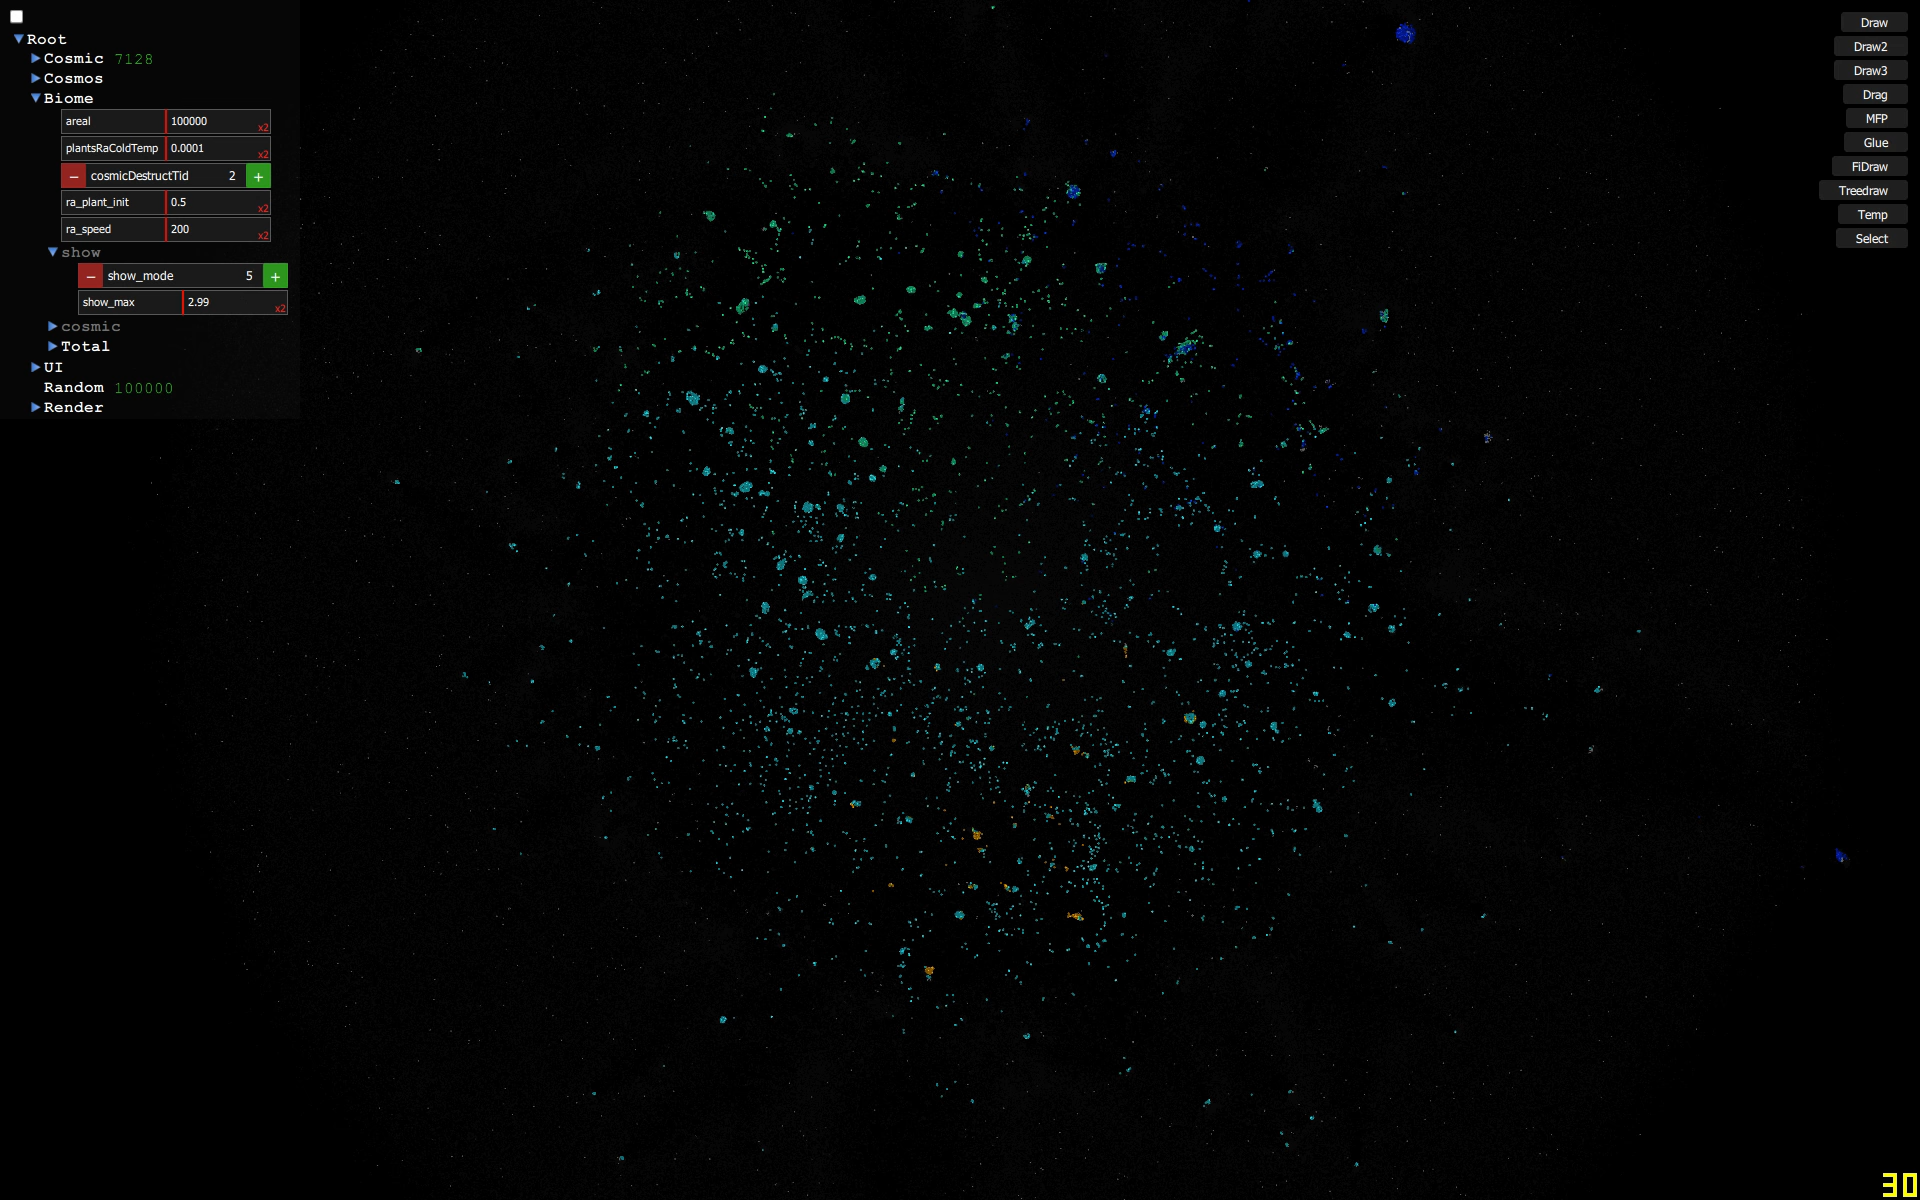 Root
Cosmic 7128
Cosmos
Biome
areal 100000 x2
plantsRaColdTemp 0.0001 x2
− cosmicDestructTid 2 +
ra_plant_init 0.5 x2
ra_speed 200 x2
show
− show_mode 5 +
show_max 2.99 x2
cosmic
Total
UI
Random 100000
Render
Draw
Draw2
Draw3
Drag
MFP
Glue
FiDraw
Treedraw
Temp
Select
30